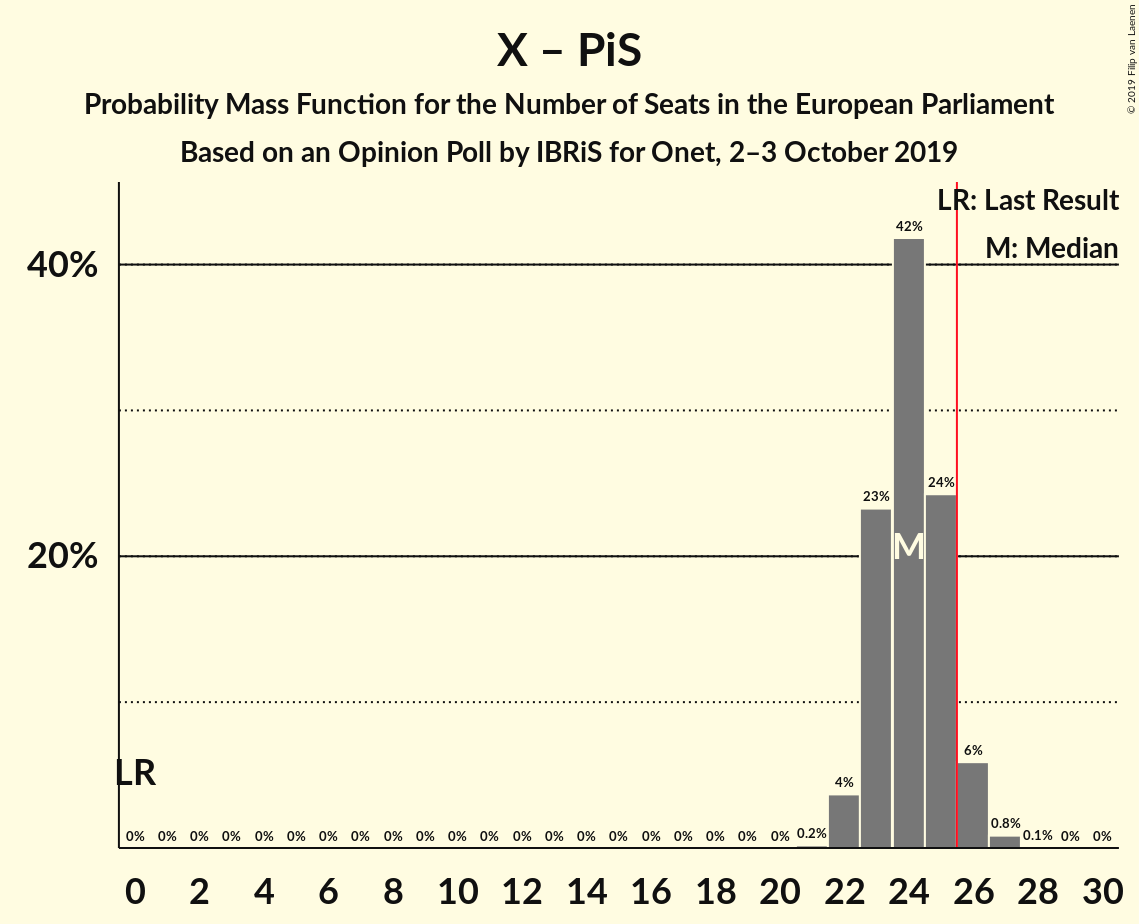 X – PiS
Probability Mass Function for the Number of Seats in the European Parliament
Based on an Opinion Poll by IBRiS for Onet, 2–3 October 2019
© 2019 Filip van Laenen
LR: Last Result
M: Median
40%
20%
42%
23%
24%
M
LR
4%
6%
0% 0% 0% 0% 0% 0% 0% 0% 0% 0% 0% 0% 0% 0% 0% 0% 0% 0% 0% 0% 0% 0.2% 0.8% 0.1% 0% 0%
0 2 4 6 8 10 12 14 16 18 20 22 24 26 28 30